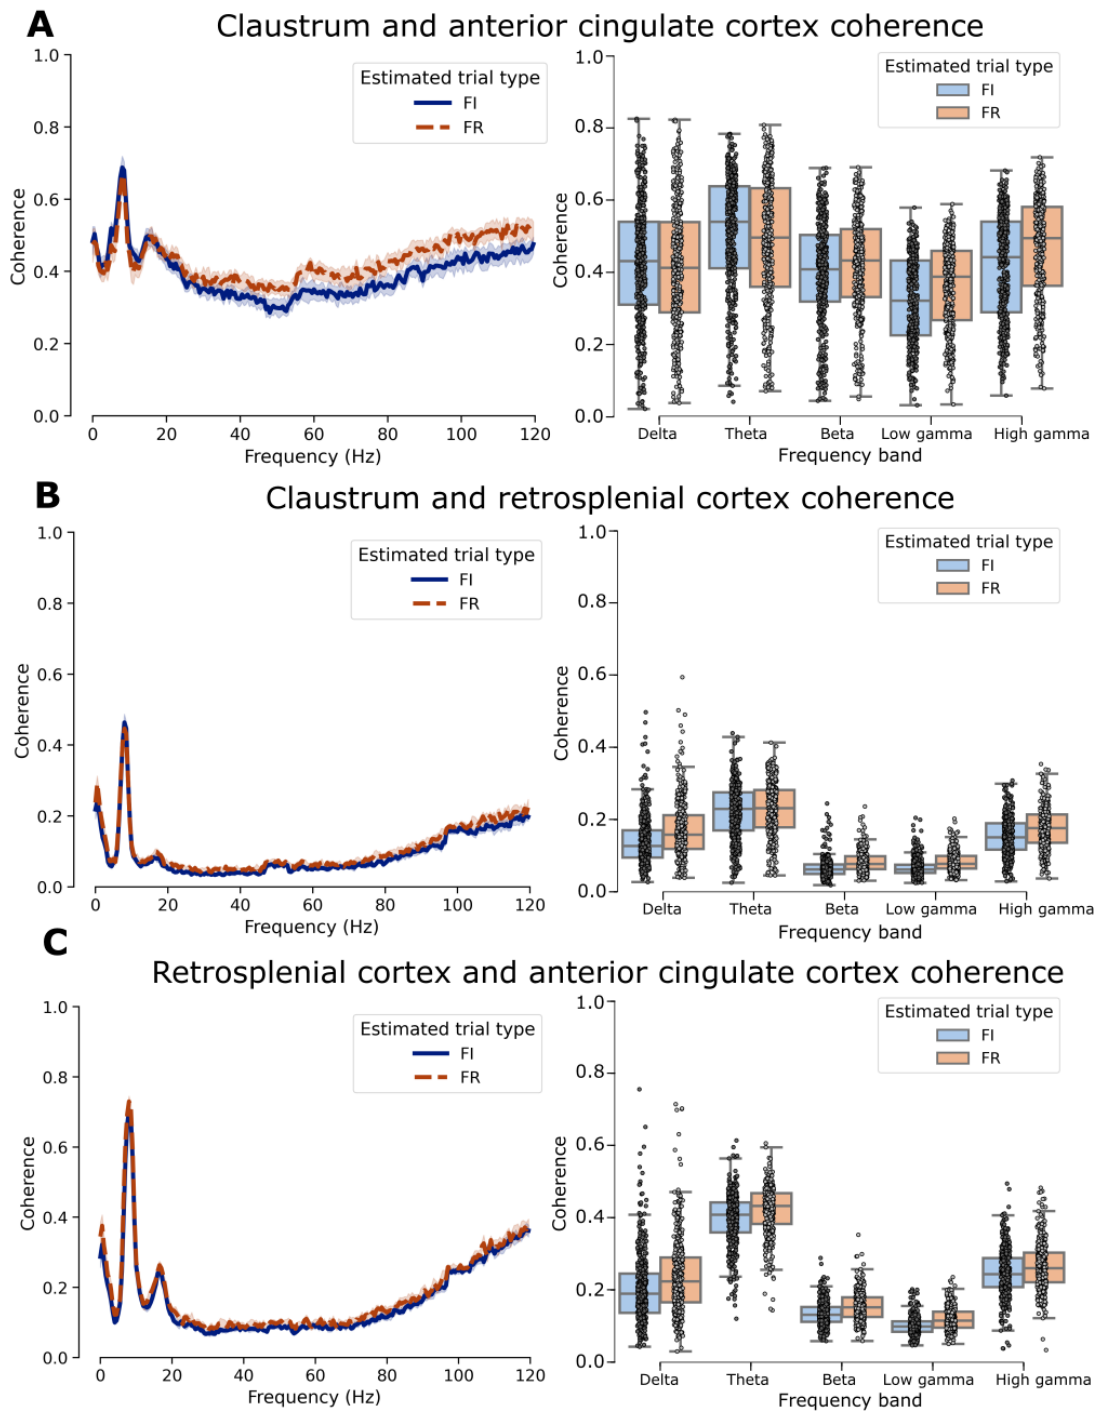 A
Claustrum and anterior cingulate cortex coherence
1.0
0.8
0.6
0.4
0.2
0.0
Coherence
0 20 40 60 80 100 120
Frequency (Hz)
Estimated trial type
FI
FR
1.0
0.8
0.6
0.4
0.2
0.0
Coherence
Delta Theta Beta Low gamma High gamma
Frequency band
Estimated trial type
FI
FR
B
Claustrum and retrosplenial cortex coherence
1.0
0.8
0.6
0.4
0.2
0.0
Coherence
0 20 40 60 80 100 120
Frequency (Hz)
Estimated trial type
FI
FR
1.0
0.8
0.6
0.4
0.2
0.0
Coherence
Delta Theta Beta Low gamma High gamma
Frequency band
Estimated trial type
FI
FR
C
Retrosplenial cortex and anterior cingulate cortex coherence
1.0
0.8
0.6
0.4
0.2
0.0
Coherence
0 20 40 60 80 100 120
Frequency (Hz)
Estimated trial type
FI
FR
1.0
0.8
0.6
0.4
0.2
0.0
Coherence
Delta Theta Beta Low gamma High gamma
Frequency band
Estimated trial type
FI
FR